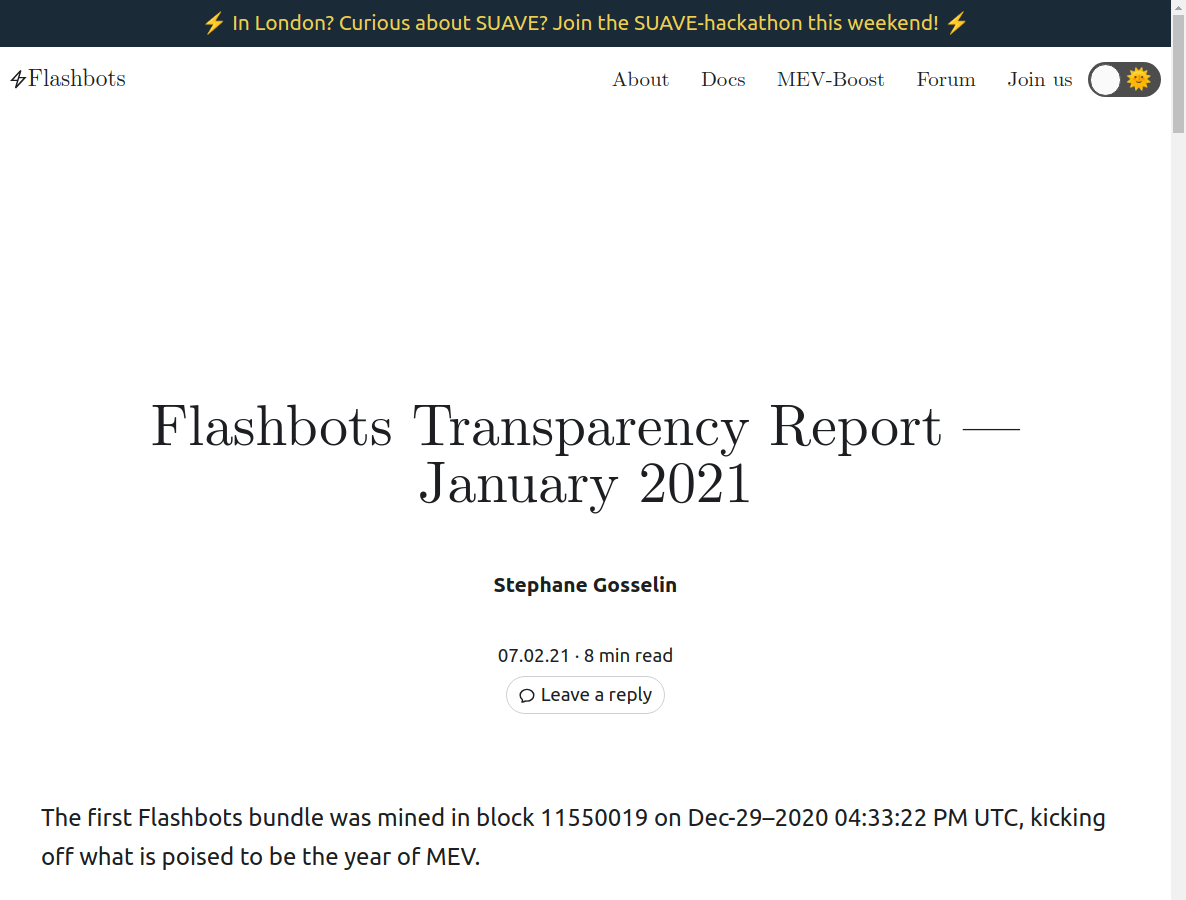 ⚡ In London? Curious about SUAVE? Join the SUAVE-hackathon this weekend! ⚡
Flashbots
About
Docs
MEV-Boost
Forum
Join us
Flashbots Transparency Report —
January 2021
Stephane Gosselin
07.02.21 · 8 min read
Leave a reply
The first Flashbots bundle was mined in block 11550019 on Dec-29–2020 04:33:22 PM UTC, kicking
off what is poised to be the year of MEV.